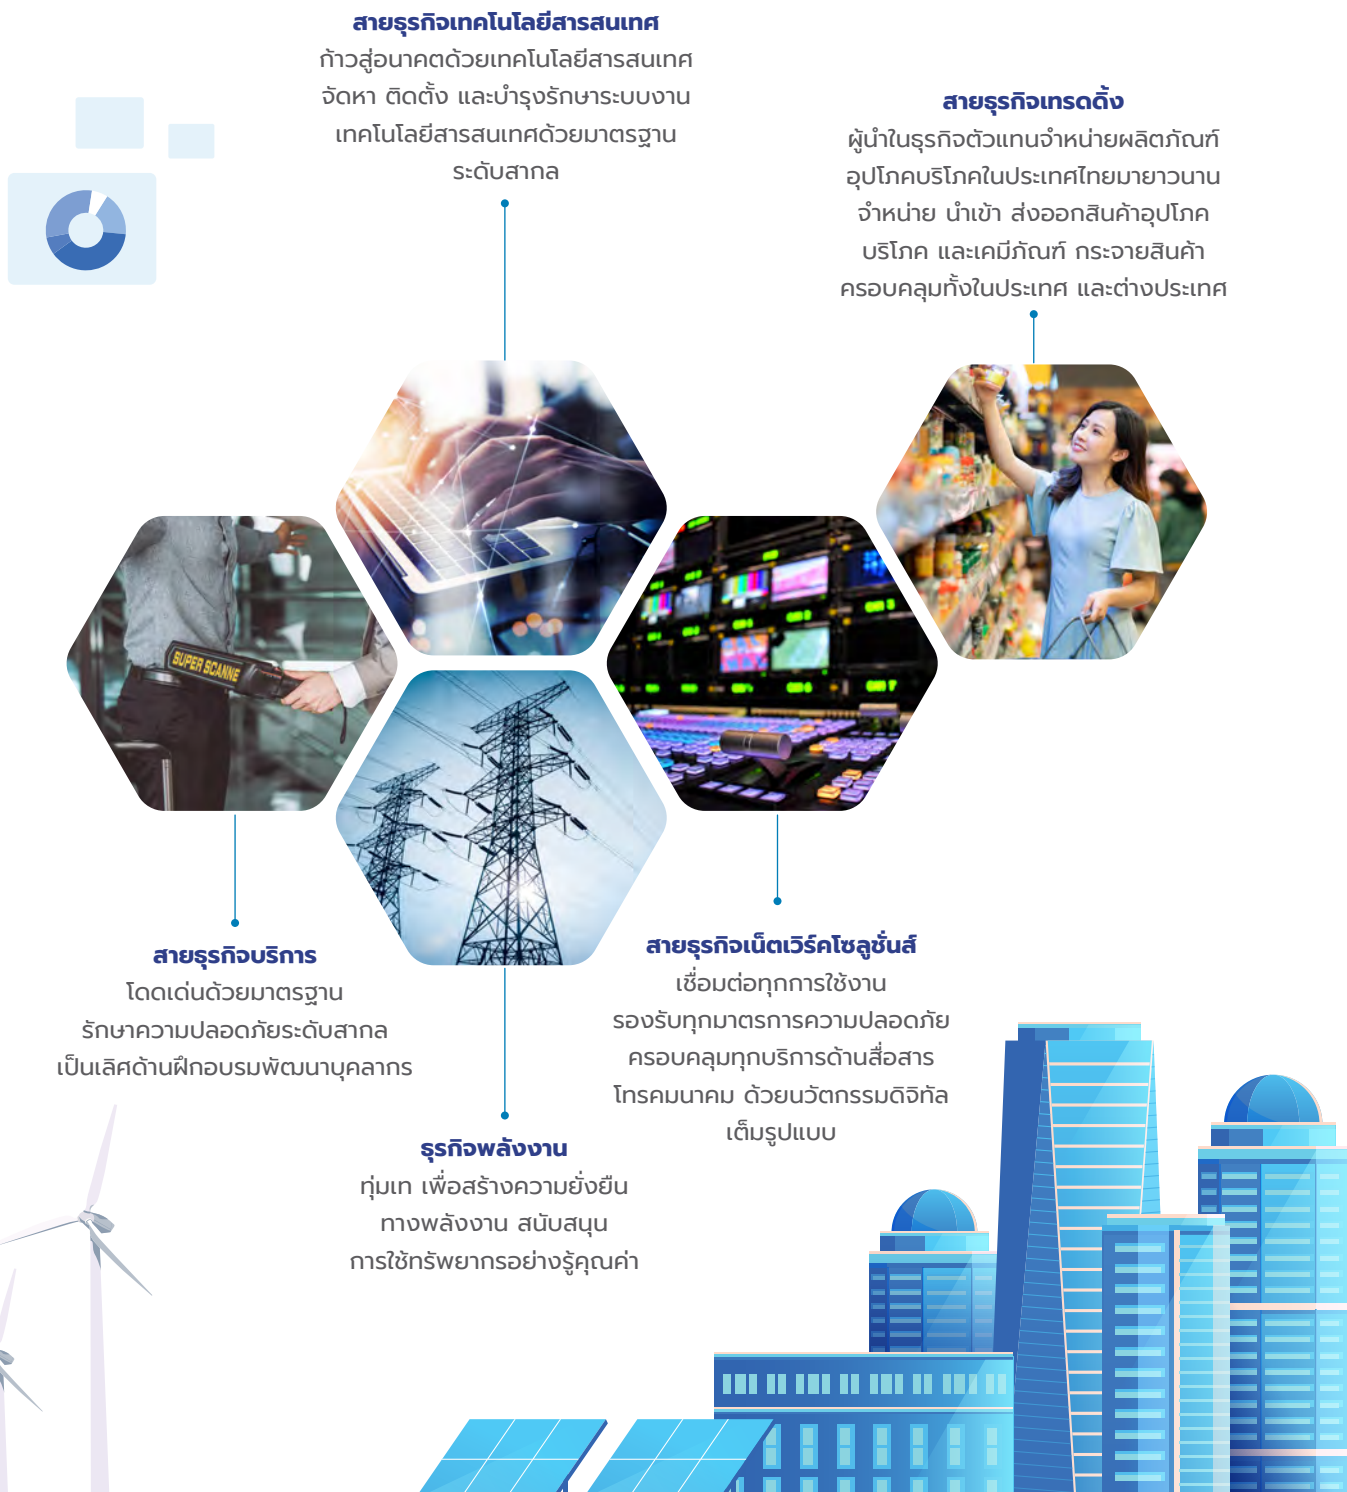 สายธุรกิจเทคโนโลยีสารสนเทศ
ก้าวสู่อนาคตด้วยเทคโนโลยีสารสนเทศ
จัดหา ติดตั้ง และบำรุงรักษาระบบงาน
เทคโนโลยีสารสนเทศด้วยมาตรฐาน
ระดับสากล
สายธุรกิจเทรดดิ้ง
ผู้นำในธุรกิจตัวแทนจำหน่ายผลิตภัณฑ์
อุปโภคบริโภคในประเทศไทยมายาวนาน
จำหน่าย นำเข้า ส่งออกสินค้าอุปโภค
บริโภค และเคมีภัณฑ์ กระจายสินค้า
ครอบคลุมทั้งในประเทศ และต่างประเทศ
SUPER SCANNE
สายธุรกิจบริการ
โดดเด่นด้วยมาตรฐาน
รักษาความปลอดภัยระดับสากล
เป็นเลิศด้านฝึกอบรมพัฒนาบุคลากร
สายธุรกิจเน็ตเวิร์คโซลูชั่นส์
เชื่อมต่อทุกการใช้งาน
รองรับทุกมาตรการความปลอดภัย
ครอบคลุมทุกบริการด้านสื่อสาร
โทรคมนาคม ด้วยนวัตกรรมดิจิทัล
เต็มรูปแบบ
ธุรกิจพลังงาน
ทุ่มเท เพื่อสร้างความยั่งยืน
ทางพลังงาน สนับสนุน
การใช้ทรัพยากรอย่างรู้คุณค่า